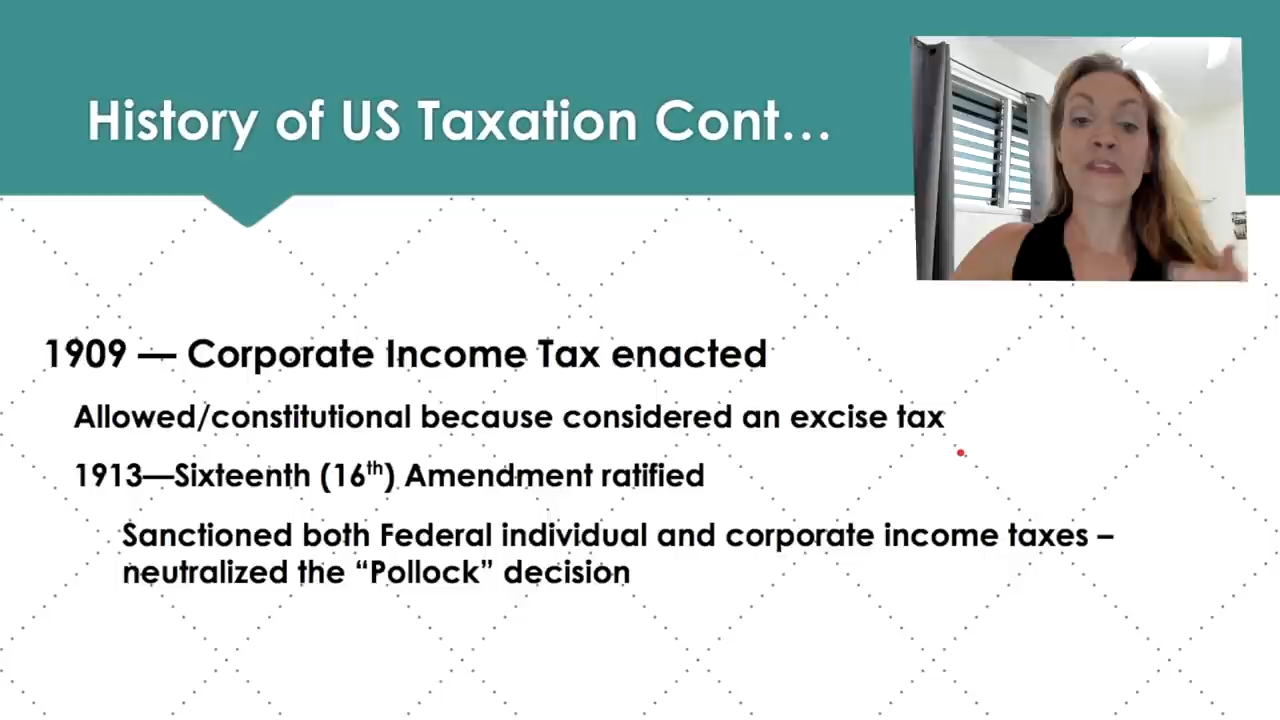 History of US Taxation Cont...
1909 — Corporate Income Tax enacted
Allowed/constitutional because considered an excise tax
1913—Sixteenth (16th) Amendment ratified
Sanctioned both Federal individual and corporate income taxes –
neutralized the “Pollock” decision